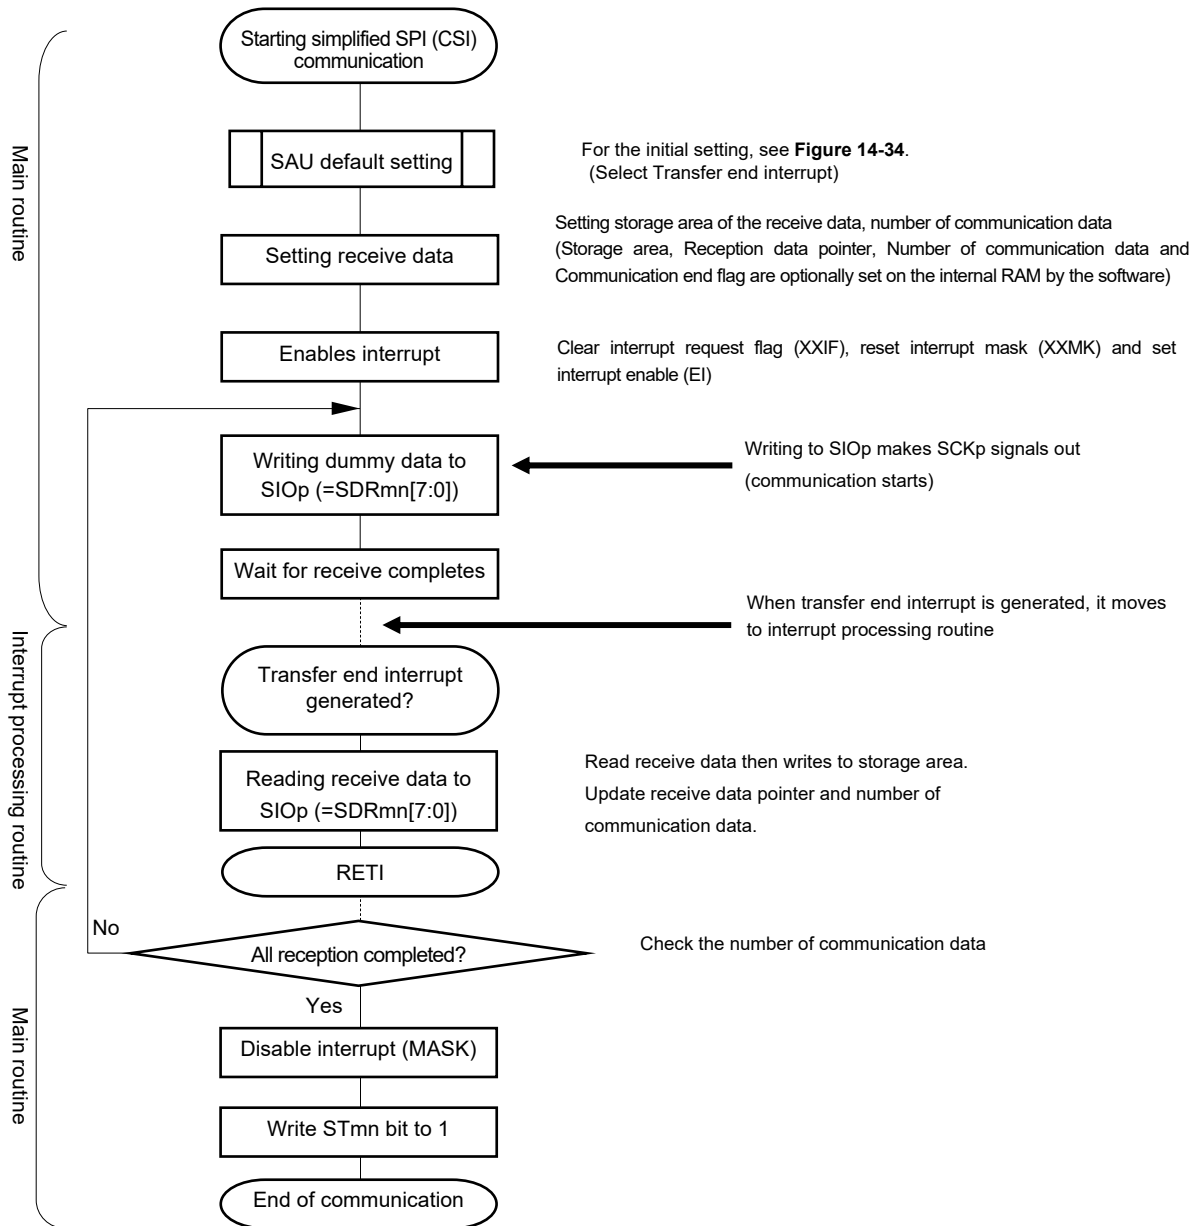 Starting simplified SPI (CSI)
communication
Main routine
SAU default setting
For the initial setting, see Figure 14-34.
(Select Transfer end interrupt)
Setting receive data
Setting storage area of the receive data, number of communication data
(Storage area, Reception data pointer, Number of communication data and
Communication end flag are optionally set on the internal RAM by the software)
Enables interrupt
Clear interrupt request flag (XXIF), reset interrupt mask (XXMK) and set
interrupt enable (EI)
Writing dummy data to
SIOp (=SDRmn[7:0])
Writing to SIOp makes SCKp signals out
(communication starts)
Wait for receive completes
When transfer end interrupt is generated, it moves
to interrupt processing routine
Interrupt processing routine
Transfer end interrupt
generated?
Reading receive data to
SIOp (=SDRmn[7:0])
Read receive data then writes to storage area.
Update receive data pointer and number of
communication data.
RETI
No
All reception completed?
Check the number of communication data
Yes
Main routine
Disable interrupt (MASK)
Write STmn bit to 1
End of communication